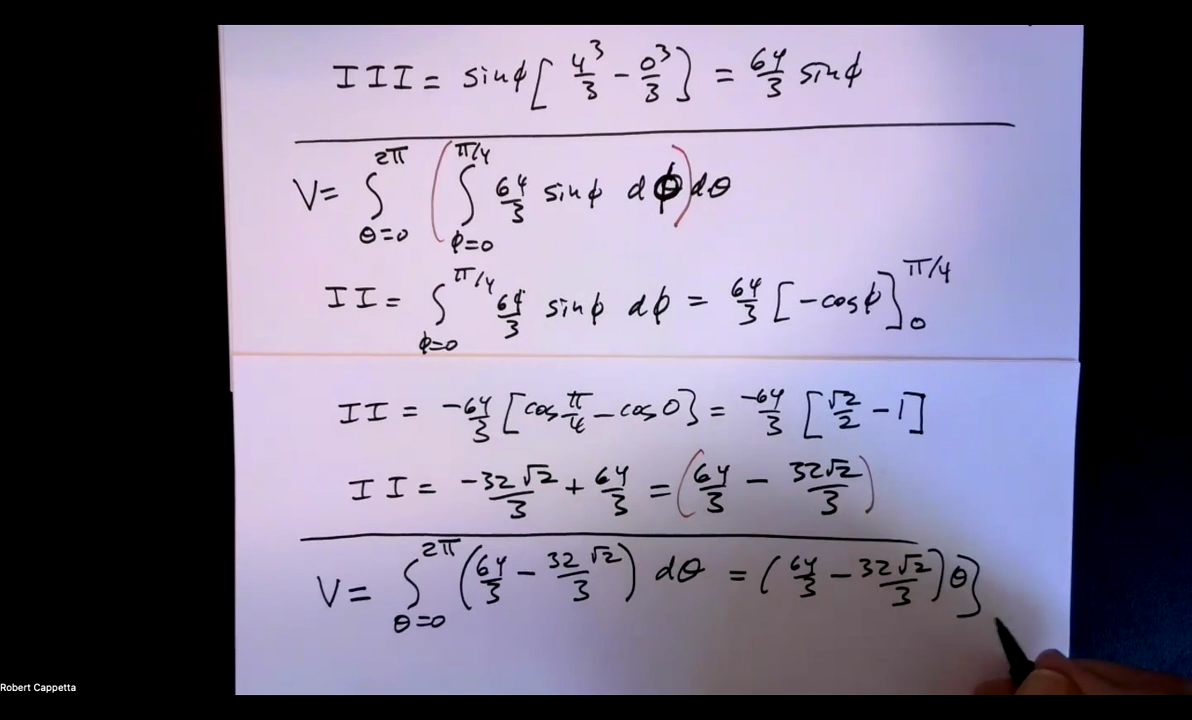 III = sinϕ[ 4³/3 − 0³/3 ] = 64/3 sinϕ
V = ∫_{θ=0}^{2π} ( ∫_{ϕ=0}^{π/4} 64/3 sinϕ dϕ ) dθ
II = ∫_{ϕ=0}^{π/4} 64/3 sinϕ dϕ = 64/3 [−cosϕ]_0^{π/4}
II = −64/3 [cos π/4 − cos 0] = −64/3 [√2/2 − 1]
II = −32√2/3 + 64/3 = (64/3 − 32√2/3)
V = ∫_{θ=0}^{2π} (64/3 − 32√2/3) dθ = (64/3 − 32√2/3)θ]
Robert Cappetta